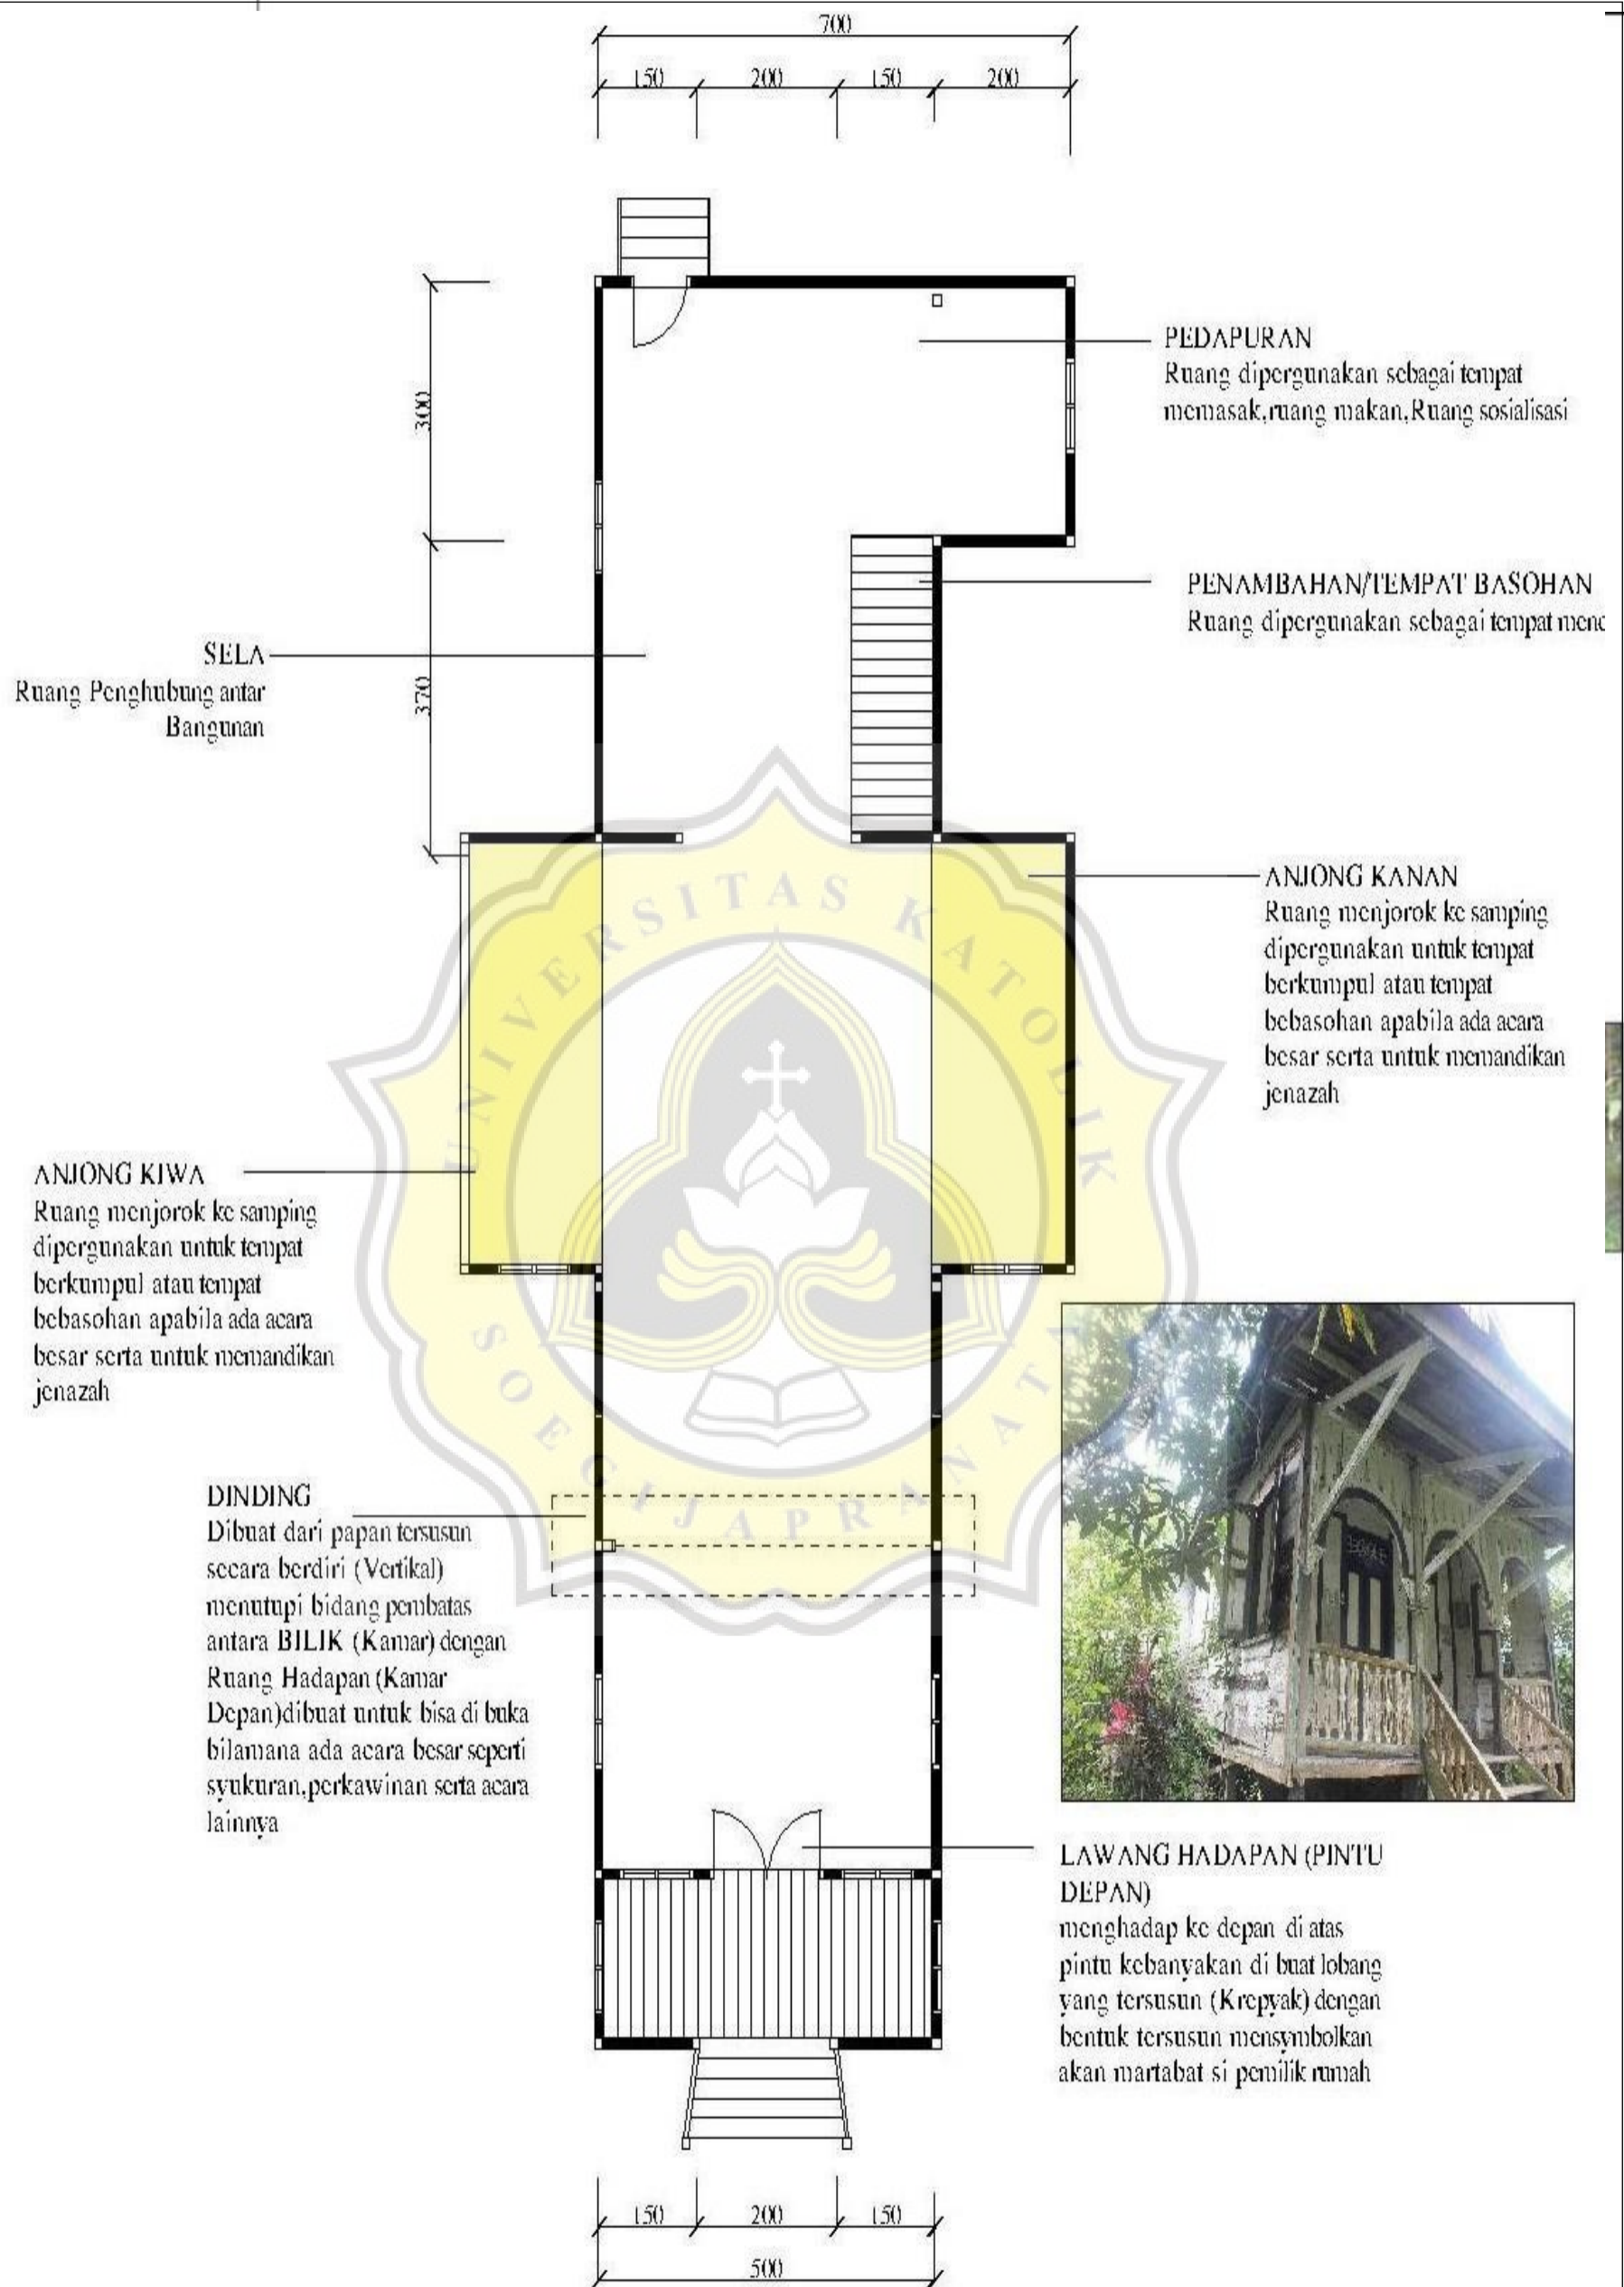 700
150 200 150 200
300
370
PEDAPURAN
Ruang dipergunakan sebagai tempat
memasak,ruang makan,Ruang sosialisasi
PENAMBAHAN/TEMPAT BASOHAN
Ruang dipergunakan sebagai tempat
SELA
Ruang Penghubung antar
Bangunan
ANJONG KANAN
Ruang menjorok ke samping
dipergunakan untuk tempat
berkumpul atau tempat
bebasohan apabila ada acara
besar serta untuk memandikan
jenazah
UNIVERSITAS KATOLIK
SOEGIJAPRANATA
ANJONG KIWA
Ruang menjorok ke samping
dipergunakan untuk tempat
berkumpul atau tempat
bebasohan apabila ada acara
besar serta untuk memandikan
jenazah
DINDING
Dibuat dari papan tersusun
secara berdiri (Vertikal)
menutupi bidang pembatas
antara BILIK (Kamar) dengan
Ruang Hadapan (Kamar
Depan)dibuat untuk bisa di buka
bilamana ada acara besar seperti
syukuran,perkawinan serta acara
lainnya
LAWANG HADAPAN (PINTU
DEPAN)
menghadap ke depan di atas
pintu kebanyakan di buat lobang
yang tersusun (Krepyak) dengan
bentuk tersusun mensymbolkan
akan martabat si pemilik rumah
150 200 150
500